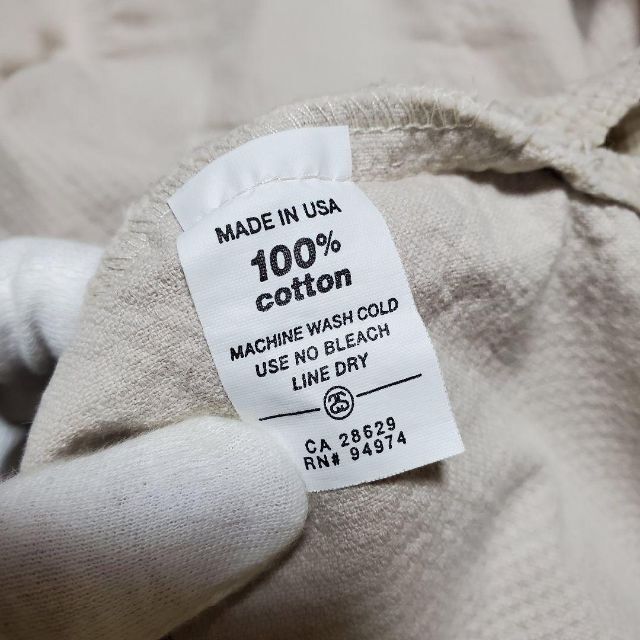 MADE IN USA
100%
cotton
MACHINE WASH COLD
USE NO BLEACH
LINE DRY
CA 28629
RN# 94974